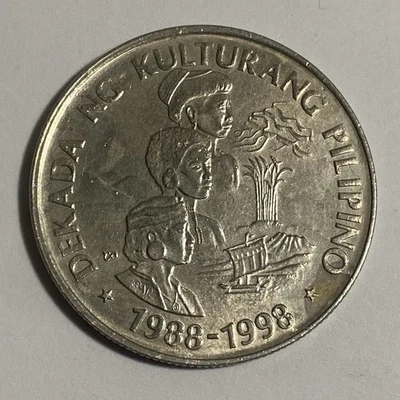 DEKADA NG KULTURANG PILIPINO
1988-1998